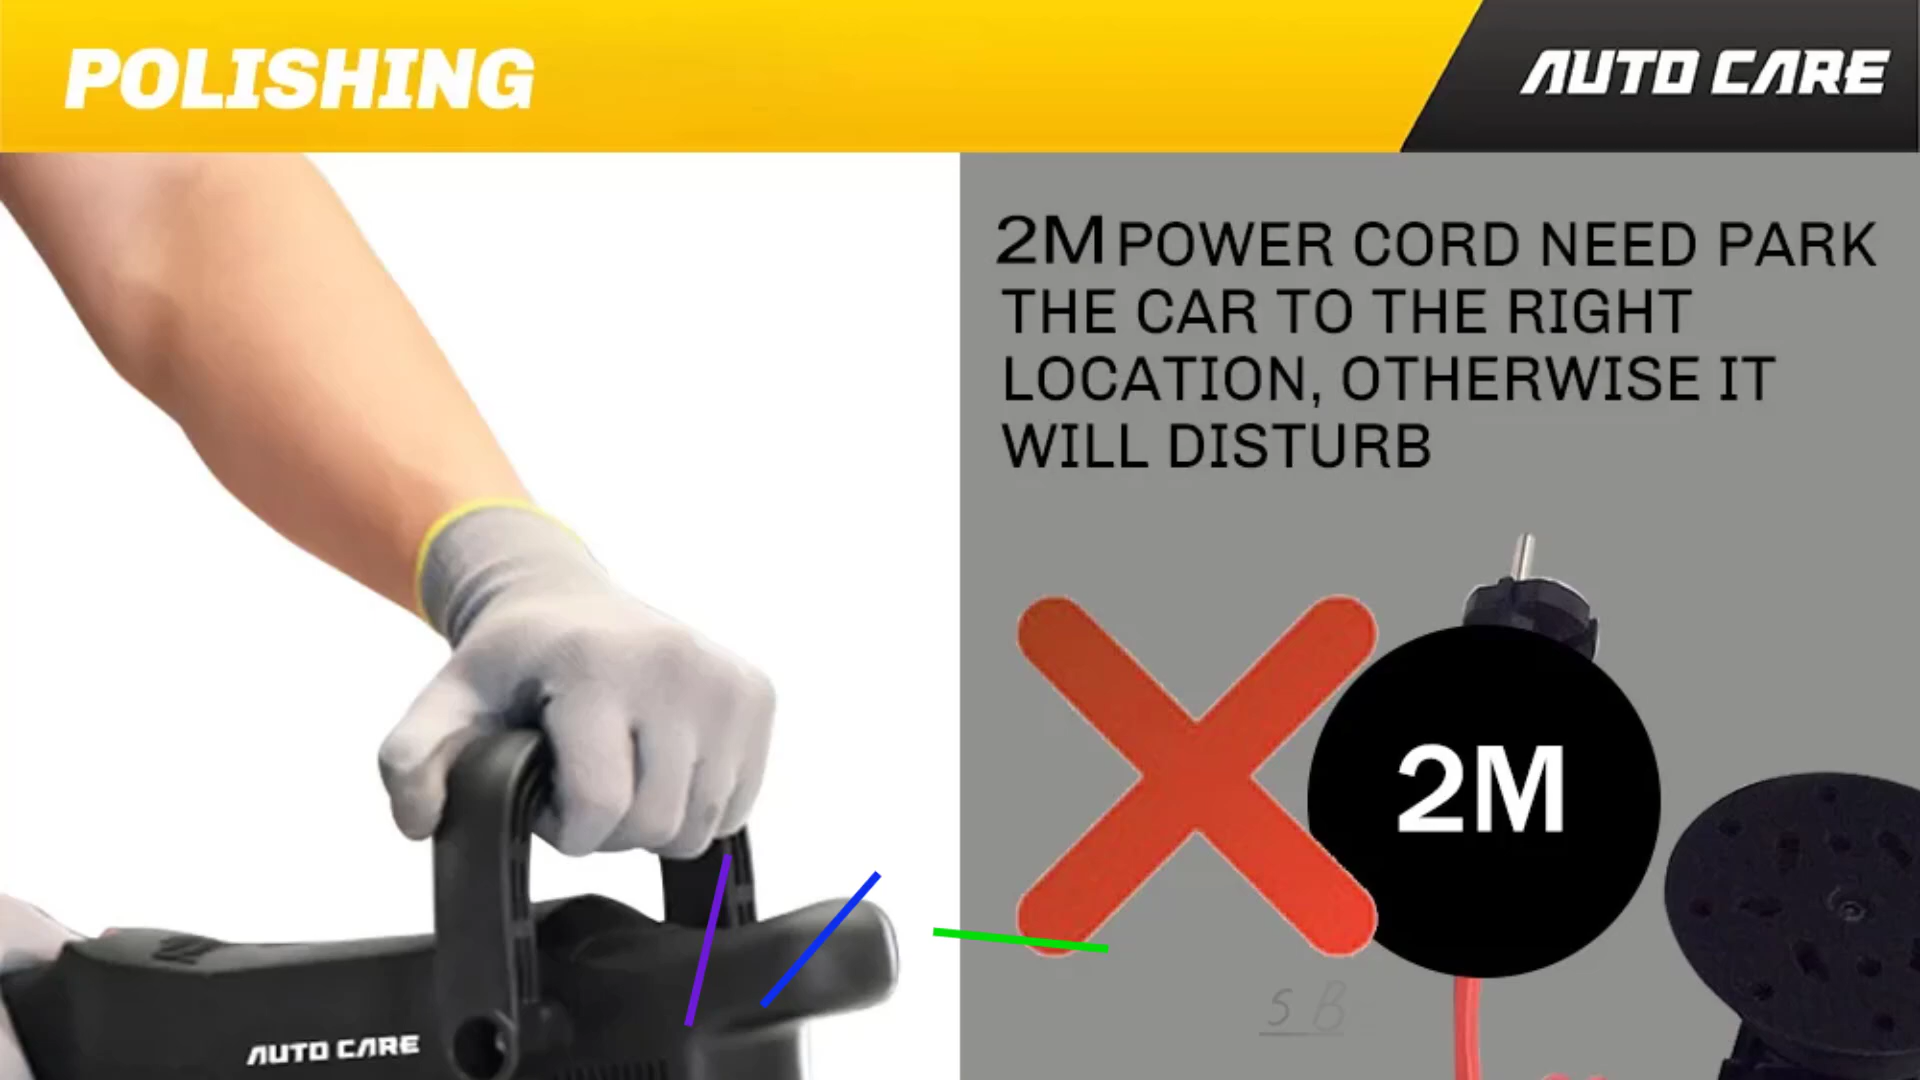 POLISHING
AUTO CARE
2M POWER CORD NEED PARK
THE CAR TO THE RIGHT
LOCATION, OTHERWISE IT
WILL DISTURB
2M
S B
AUTO CARE